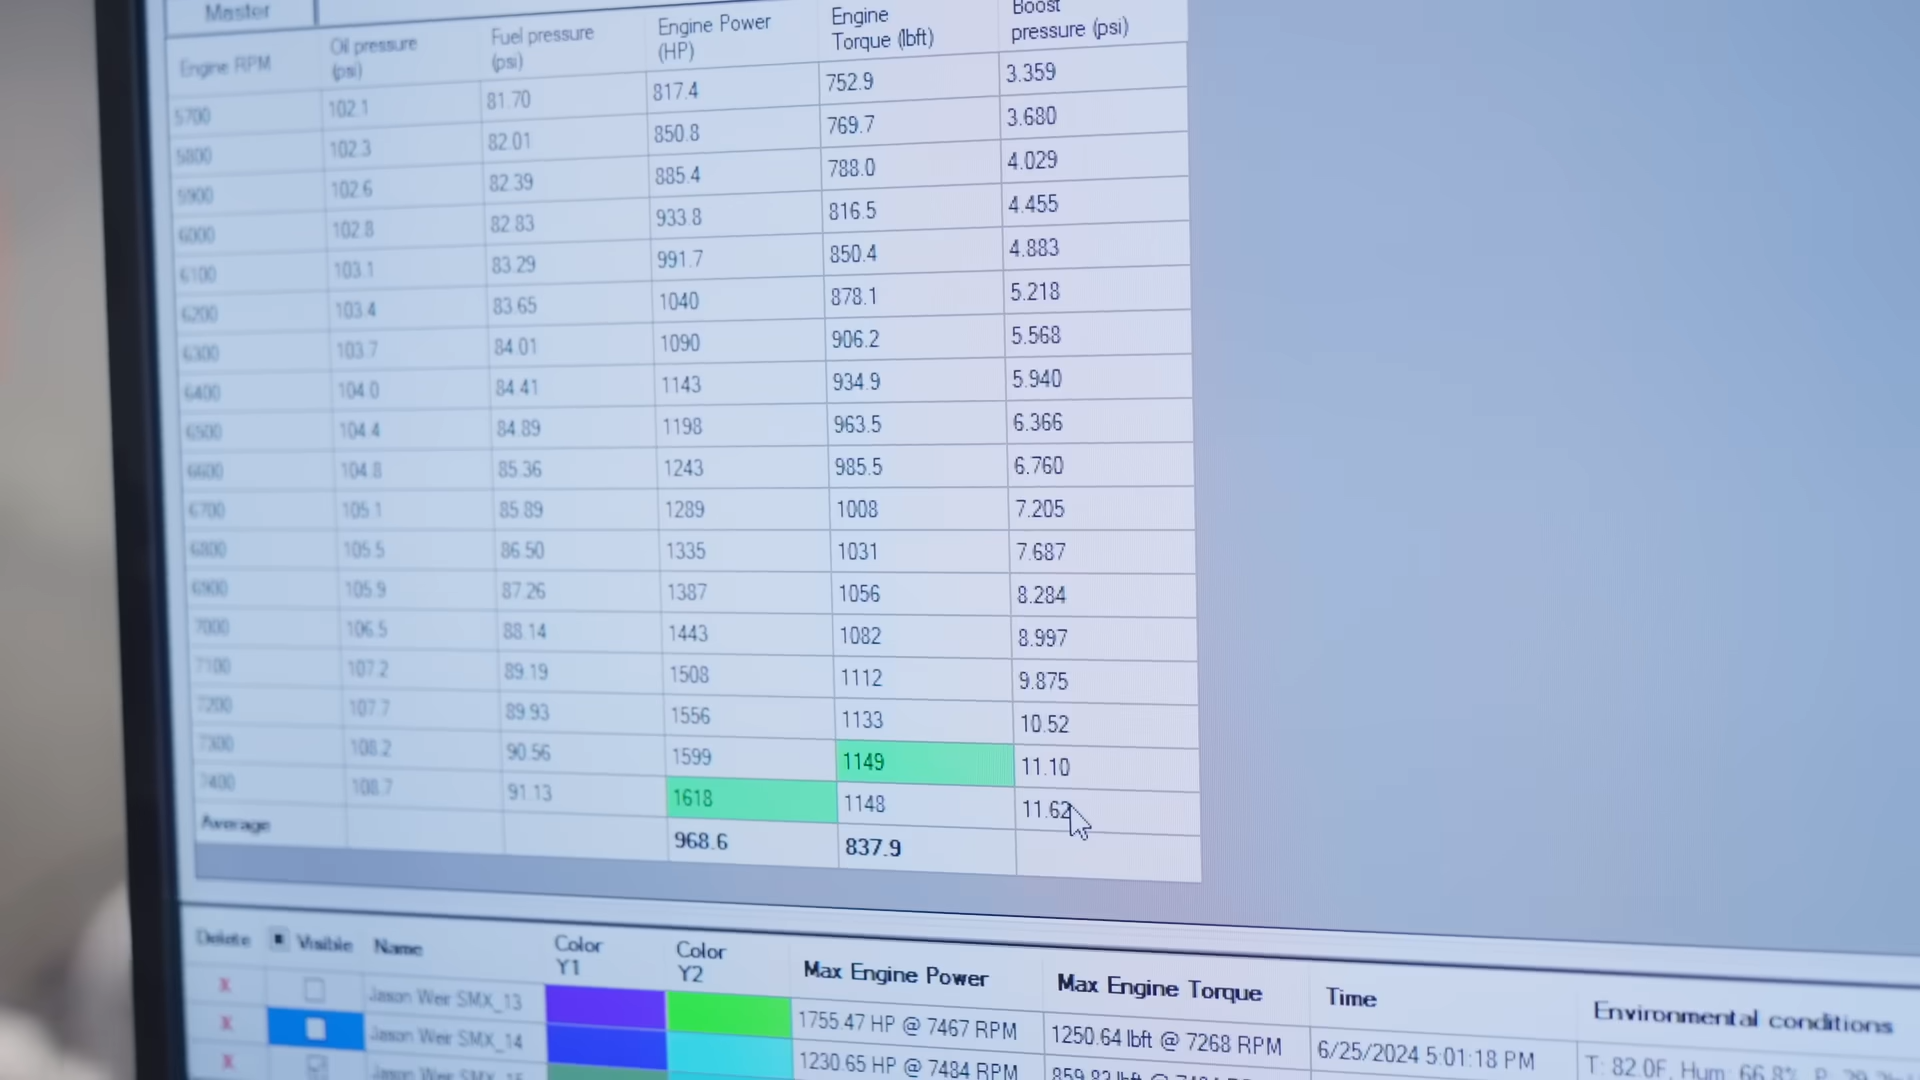 Master
Engine RPM Oil pressure (psi) Fuel pressure (psi) Engine Power (HP) Engine Torque (lbft) Boost pressure (psi)
5700 102.1 81.70 817.4 752.9 3.359
5800 102.3 82.01 850.8 769.7 3.680
5900 102.6 82.39 885.4 788.0 4.029
6000 102.8 82.83 933.8 816.5 4.455
6100 103.1 83.29 991.7 850.4 4.883
6200 103.4 83.65 1040 878.1 5.218
6300 103.7 84.01 1090 906.2 5.568
6400 104.0 84.41 1143 934.9 5.940
6500 104.4 84.89 1198 963.5 6.366
6600 104.8 85.36 1243 985.5 6.760
6700 105.1 85.89 1289 1008 7.205
6800 105.5 86.50 1335 1031 7.687
6900 105.9 87.26 1387 1056 8.284
7000 106.5 88.14 1443 1082 8.997
7100 107.2 89.19 1508 1112 9.875
7200 107.7 89.93 1556 1133 10.52
7300 108.2 90.56 1599 1149 11.10
7400 108.7 91.13 1618 1148 11.62
Average 968.6 837.9
Delete Visible Name Color Y1 Color Y2 Max Engine Power Max Engine Torque Time Environmental conditions
X Jason Weir SMX_13 1755.47 HP @ 7467 RPM 1250.64 lbft @ 7268 RPM 6/25/2024 5:01:18 PM T: 82.0F, Hum: 66.8%
X Jason Weir SMX_14 1230.65 HP @ 7484 RPM
X Jason Weir